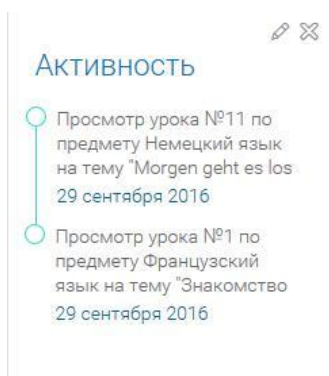 Активность
Просмотр урока №11 по
предмету Немецкий язык
на тему "Morgen geht es los
29 сентября 2016
Просмотр урока №1 по
предмету Французский
язык на тему "Знакомство
29 сентября 2016